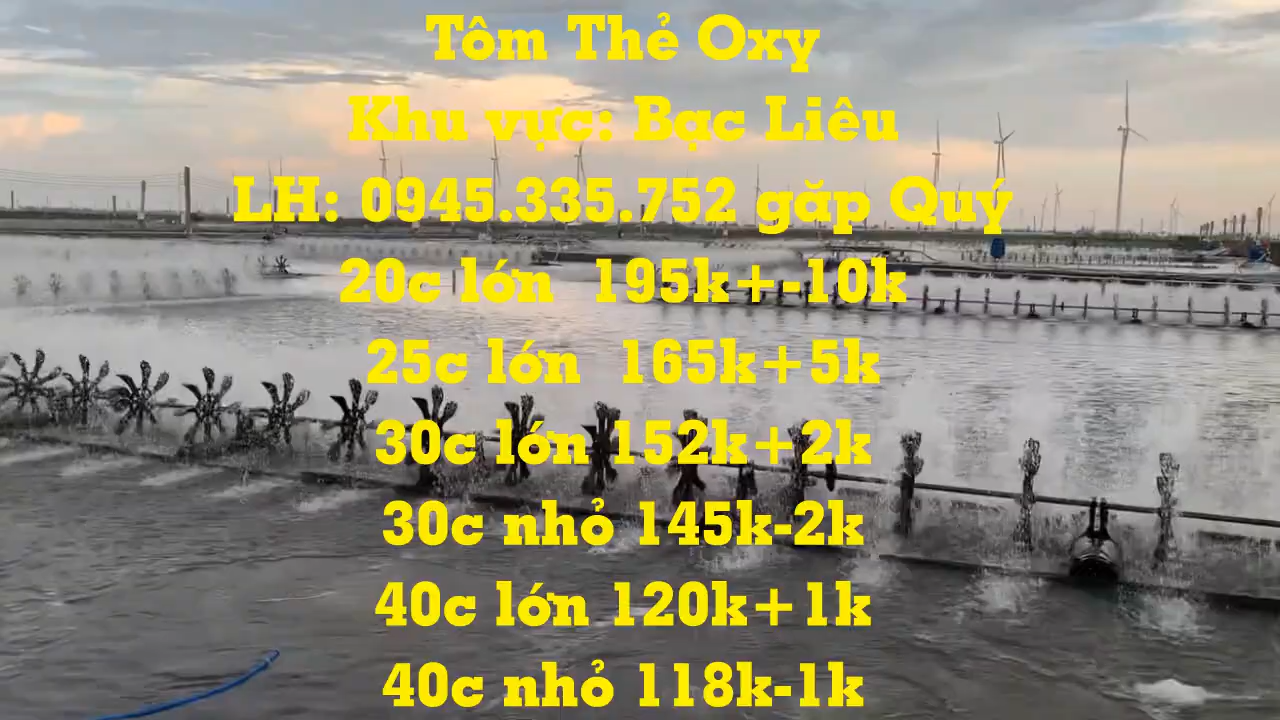 Tôm Thẻ Oxy
Khu vực: Bạc Liêu
LH: 0945.335.752 găp Quý
20c lớn 195k+-10k
25c lớn 165k+5k
30c lớn 152k+2k
30c nhỏ 145k-2k
40c lớn 120k+1k
40c nhỏ 118k-1k